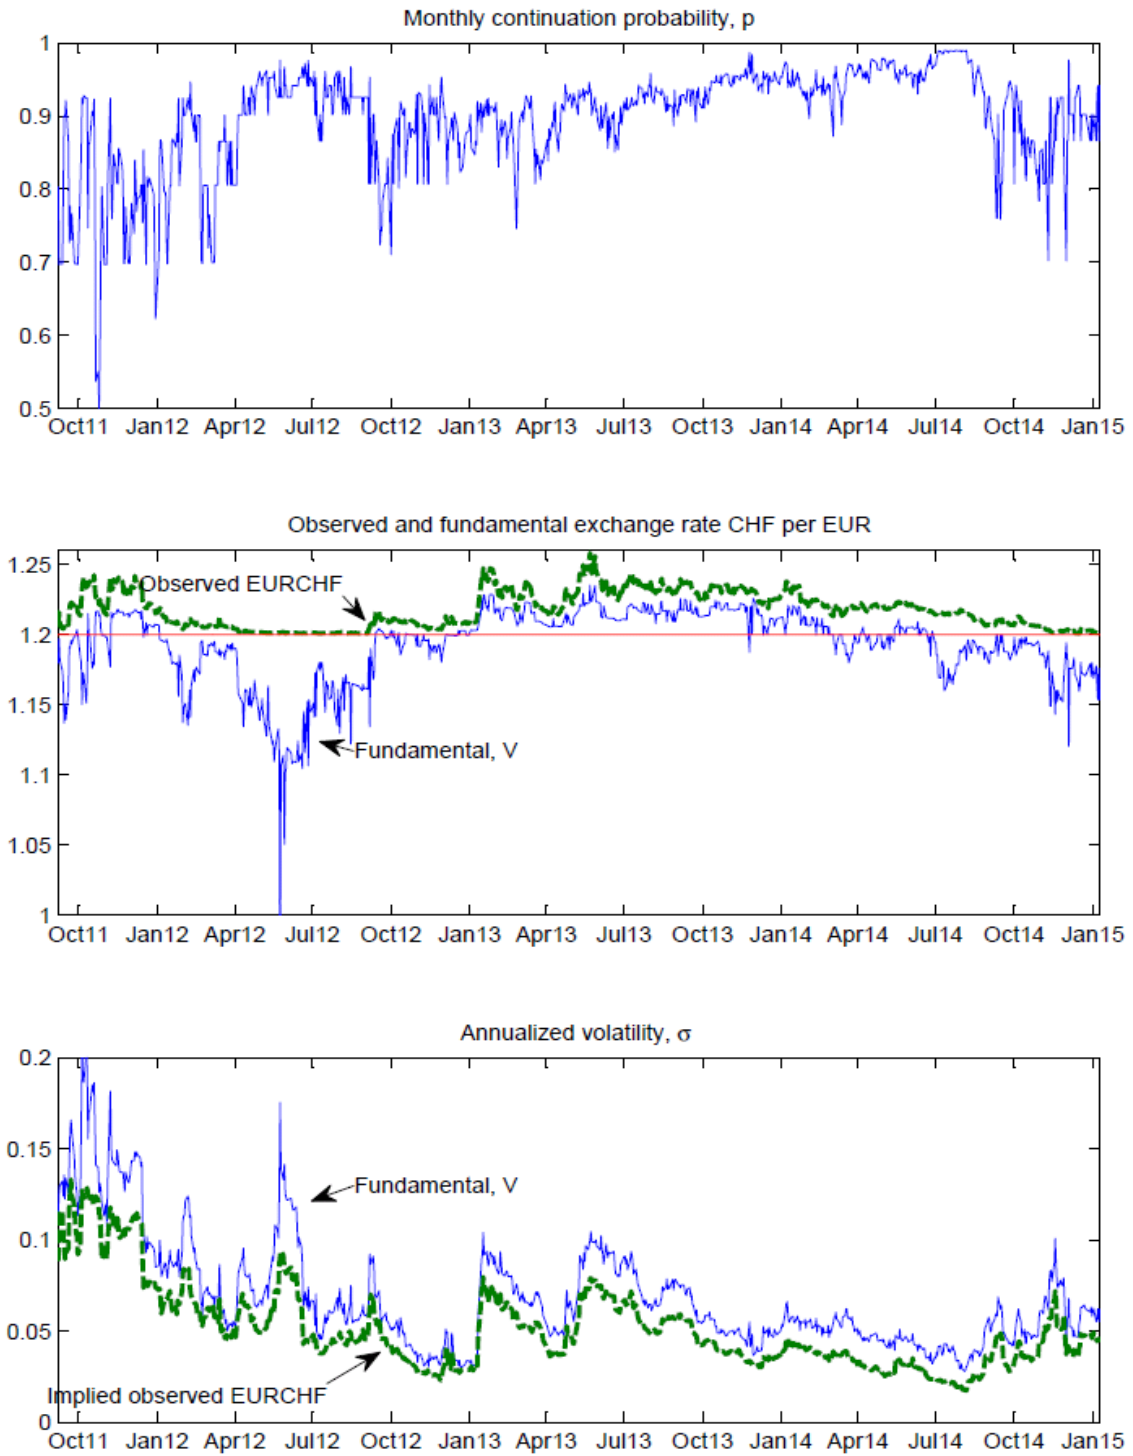 Monthly continuation probability, p
1
0.9
0.8
0.7
0.6
0.5
Oct11 Jan12 Apr12 Jul12 Oct12 Jan13 Apr13 Jul13 Oct13 Jan14 Apr14 Jul14 Oct14 Jan15
Observed and fundamental exchange rate CHF per EUR
1.25
Observed EURCHF
1.2
1.15
Fundamental, V
1.1
1.05
1
Oct11 Jan12 Apr12 Jul12 Oct12 Jan13 Apr13 Jul13 Oct13 Jan14 Apr14 Jul14 Oct14 Jan15
Annualized volatility, σ
0.2
0.15
Fundamental, V
0.1
0.05
Implied observed EURCHF
0
Oct11 Jan12 Apr12 Jul12 Oct12 Jan13 Apr13 Jul13 Oct13 Jan14 Apr14 Jul14 Oct14 Jan15